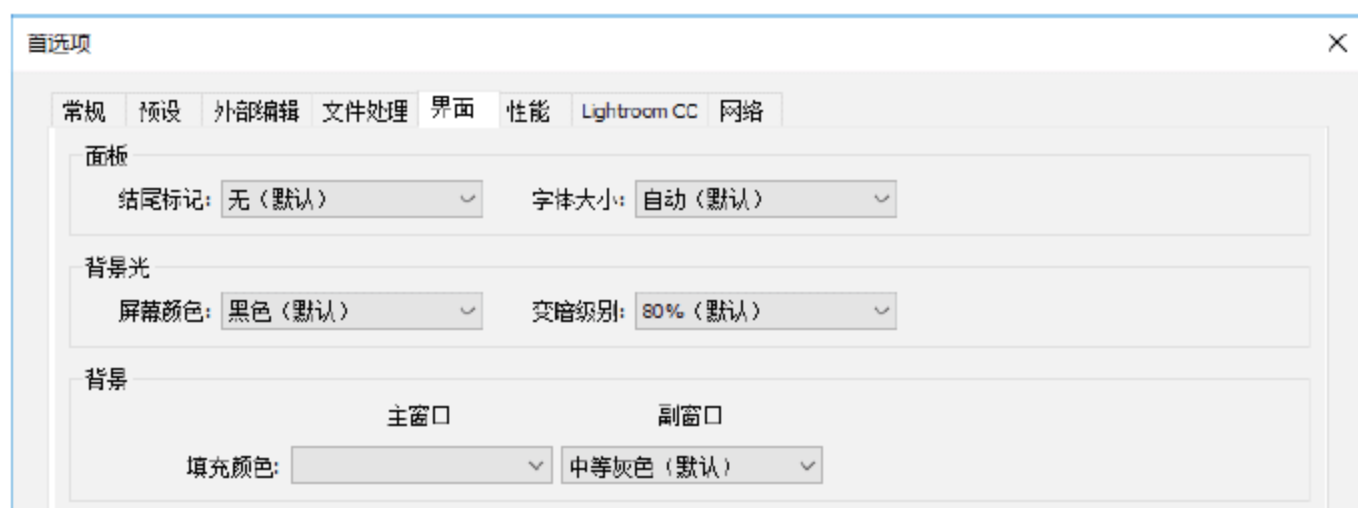 首选项
常规 预设 外部编辑 文件处理 界面 性能 Lightroom CC 网络
面板
结尾标记: 无（默认） 字体大小: 自动（默认）
背景光
屏幕颜色: 黑色（默认） 变暗级别: 80%（默认）
背景
主窗口 副窗口
填充颜色: 中等灰色（默认）